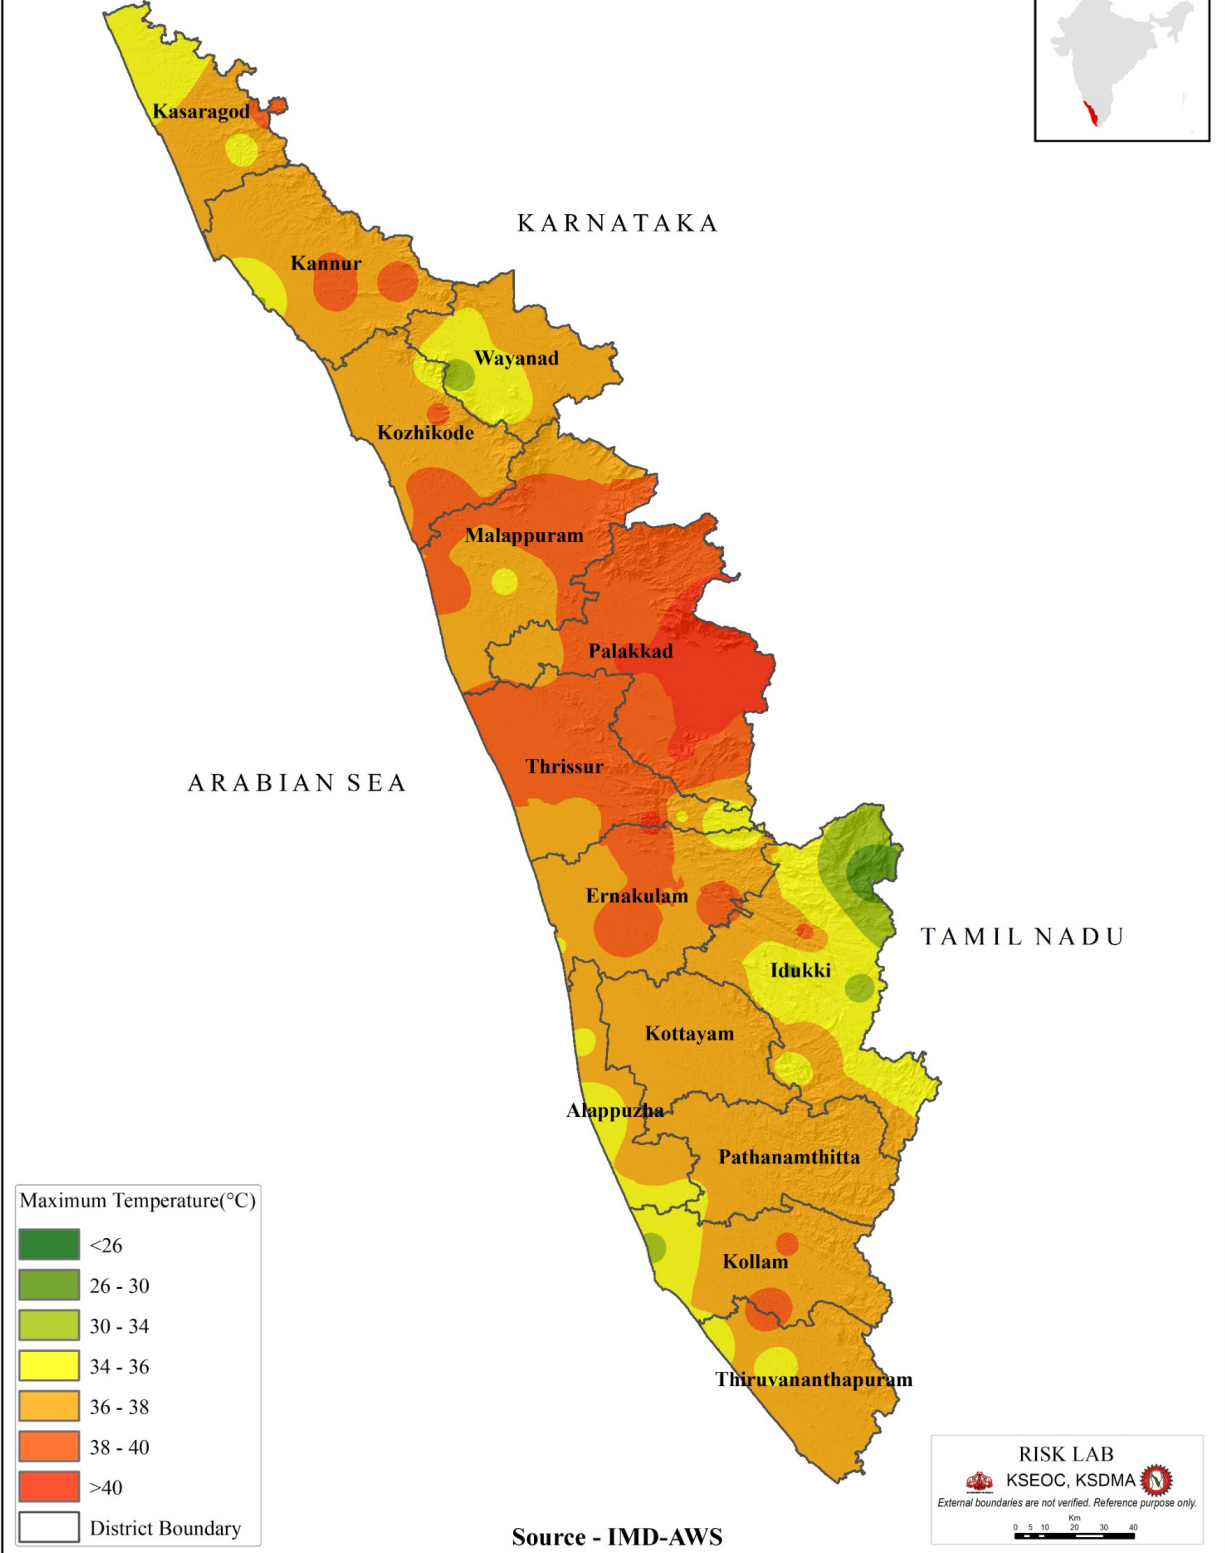 Kasaragod
KARNATAKA
Kannur
Wayanad
Kozhikode
Malappuram
Palakkad
Thrissur
ARABIAN SEA
Ernakulam
TAMIL NADU
Idukki
Kottayam
Alappuzha
Pathanamthitta
Kollam
Thiruvananthapuram
Maximum Temperature(°C)
<26
26 - 30
30 - 34
34 - 36
36 - 38
38 - 40
>40
District Boundary
Source - IMD-AWS
RISK LAB
KSEOC, KSDMA
External boundaries are not verified. Reference purpose only.
Km
0 5 10 20 30 40